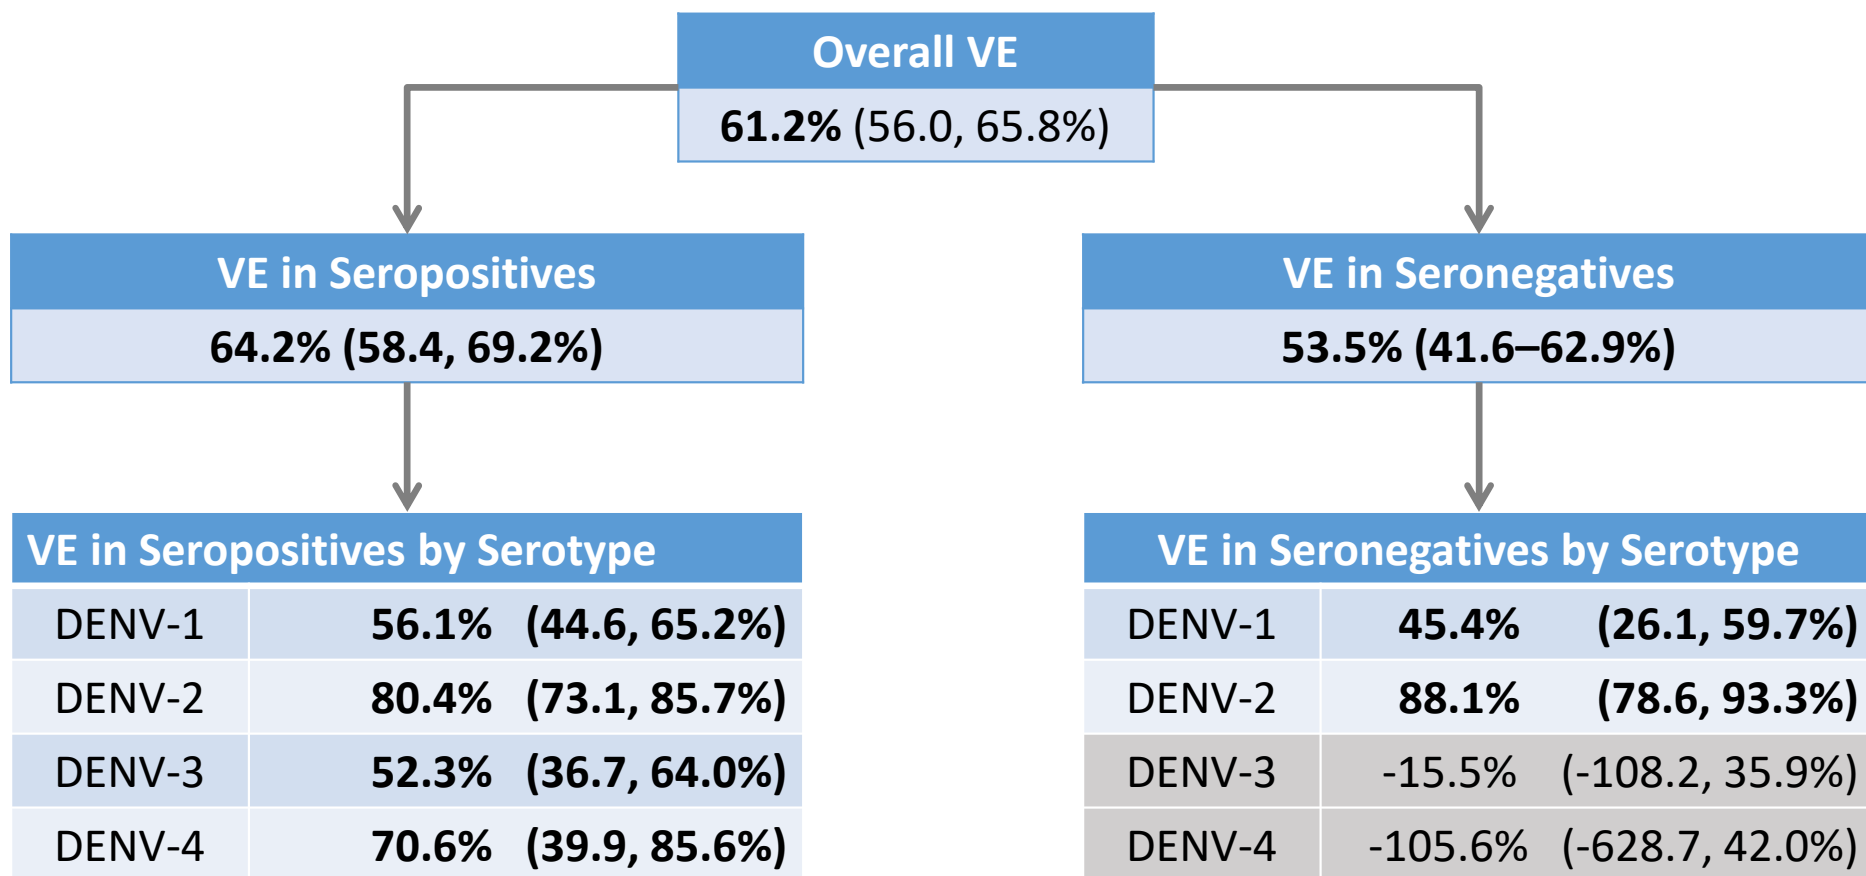 Overall VE
61.2% (56.0, 65.8%)
VE in Seropositives
64.2% (58.4, 69.2%)
VE in Seronegatives
53.5% (41.6–62.9%)
VE in Seropositives by Serotype
DENV-1 56.1% (44.6, 65.2%)
DENV-2 80.4% (73.1, 85.7%)
DENV-3 52.3% (36.7, 64.0%)
DENV-4 70.6% (39.9, 85.6%)
VE in Seronegatives by Serotype
DENV-1 45.4% (26.1, 59.7%)
DENV-2 88.1% (78.6, 93.3%)
DENV-3 -15.5% (-108.2, 35.9%)
DENV-4 -105.6% (-628.7, 42.0%)